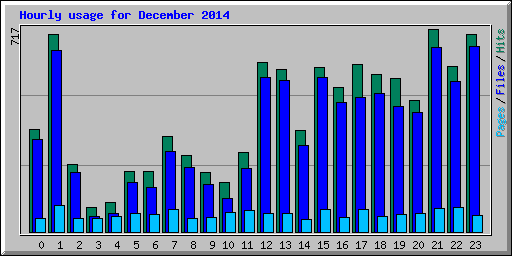 Hourly usage for December 2014
717
Pages / Files / Hits
0 1 2 3 4 5 6 7 8 9 10 11 12 13 14 15 16 17 18 19 20 21 22 23